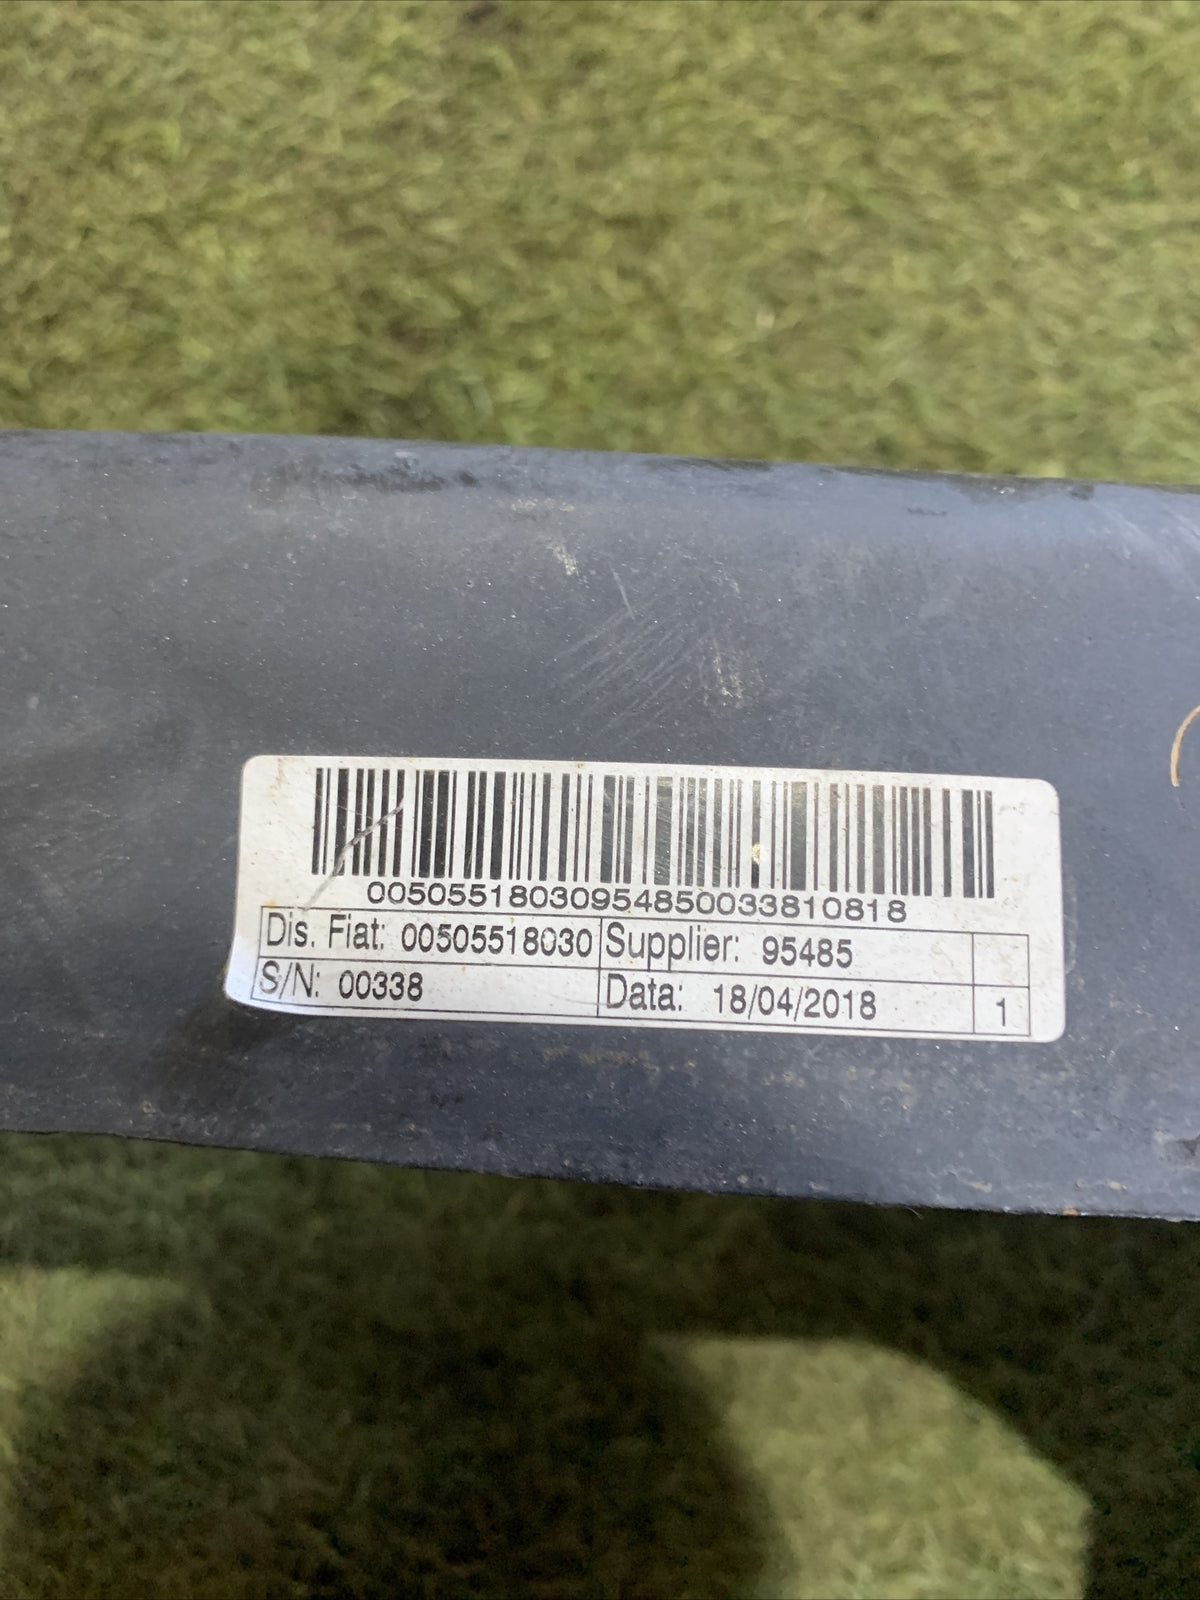 00505518030954850033810818
Dis. Fiat: 00505518030 Supplier: 95485
S/N: 00338 Data: 18/04/2018 1